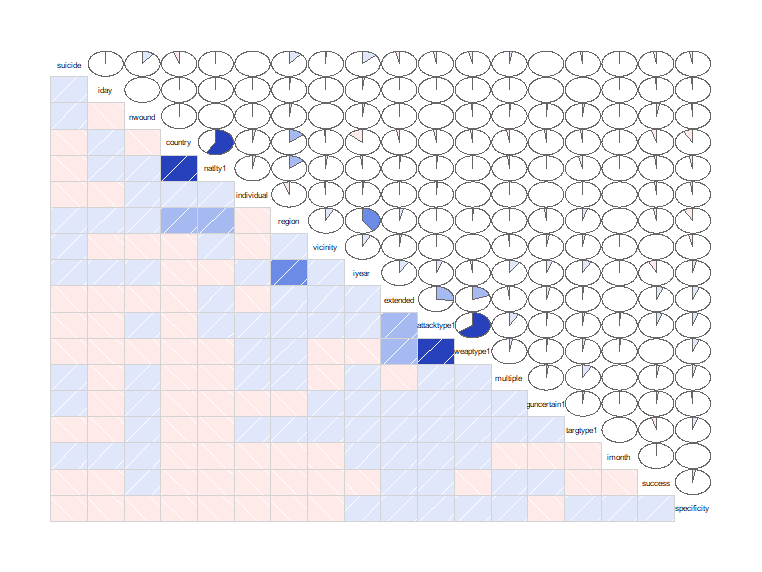 suicide
iday
nwound
country
natlty1
individual
region
vicinity
iyear
extended
attacktype1
weaptype1
multiple
guncertain1
targtype1
imonth
success
specificity